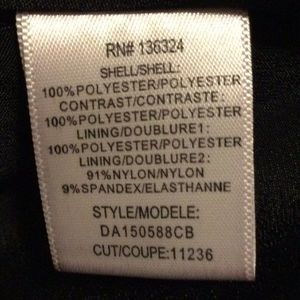 RN# 136324
SHELL/SHELL:
100%POLYESTER/POLYESTER
CONTRAST/CONTRASTE:
100%POLYESTER/POLYESTER
LINING/DOUBLURE1:
100%POLYESTER/POLYESTER
LINING/DOUBLURE2:
91%NYLON/NYLON
9%SPANDEX/ELASTHANNE
STYLE/MODELE:
DA150588CB
CUT/COUPE:11236